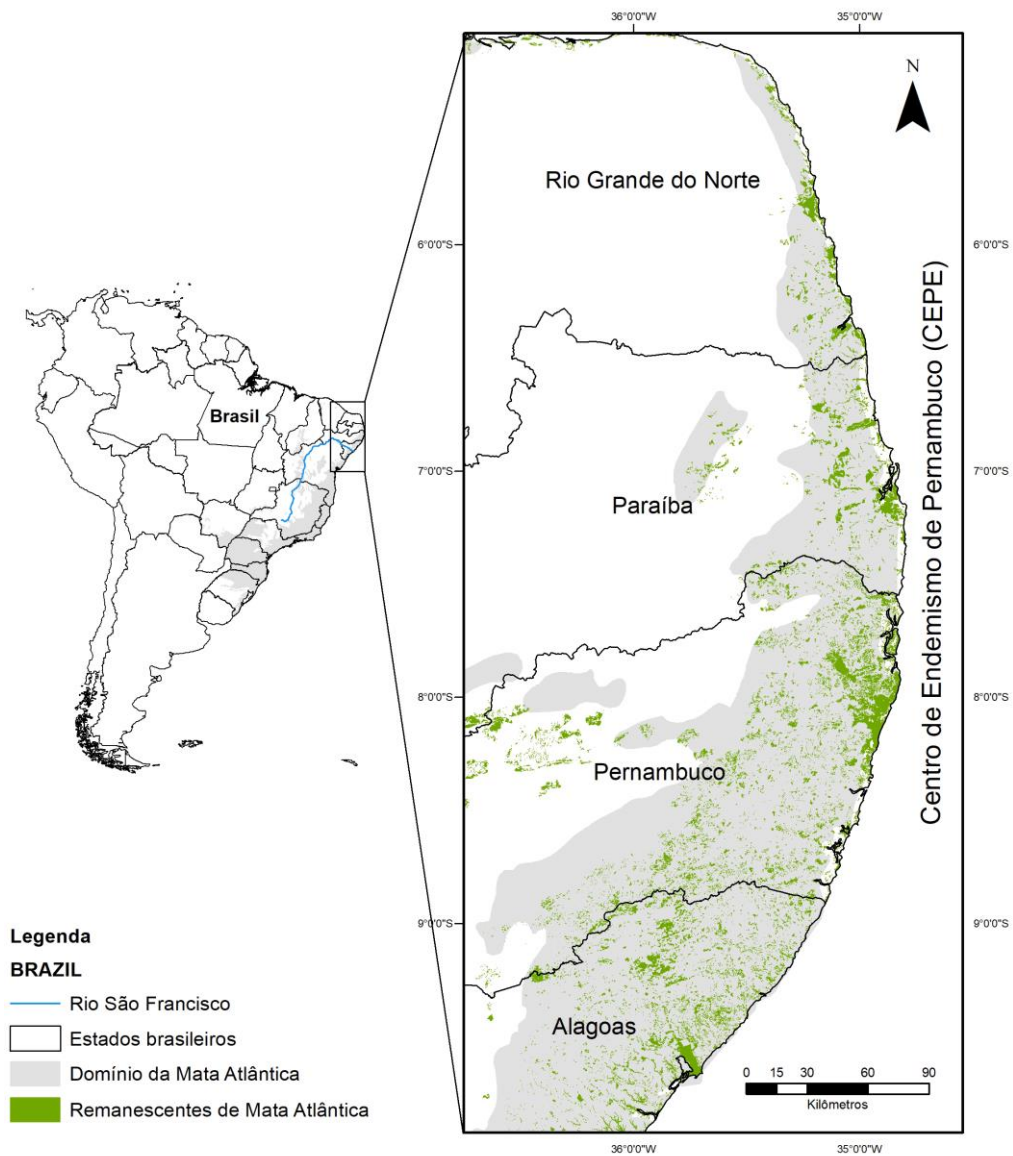 36°0'0"W
35°0'0"W
N
Rio Grande do Norte
6°0'0"S
6°0'0"S
Centro de Endemismo de Pernambuco (CEPE)
Brasil
7°0'0"S
7°0'0"S
Paraíba
8°0'0"S
8°0'0"S
Pernambuco
9°0'0"S
9°0'0"S
Alagoas
0 15 30 60 90
Kilômetros
36°0'0"W
35°0'0"W
Legenda
BRAZIL
Rio São Francisco
Estados brasileiros
Domínio da Mata Atlântica
Remanescentes de Mata Atlântica